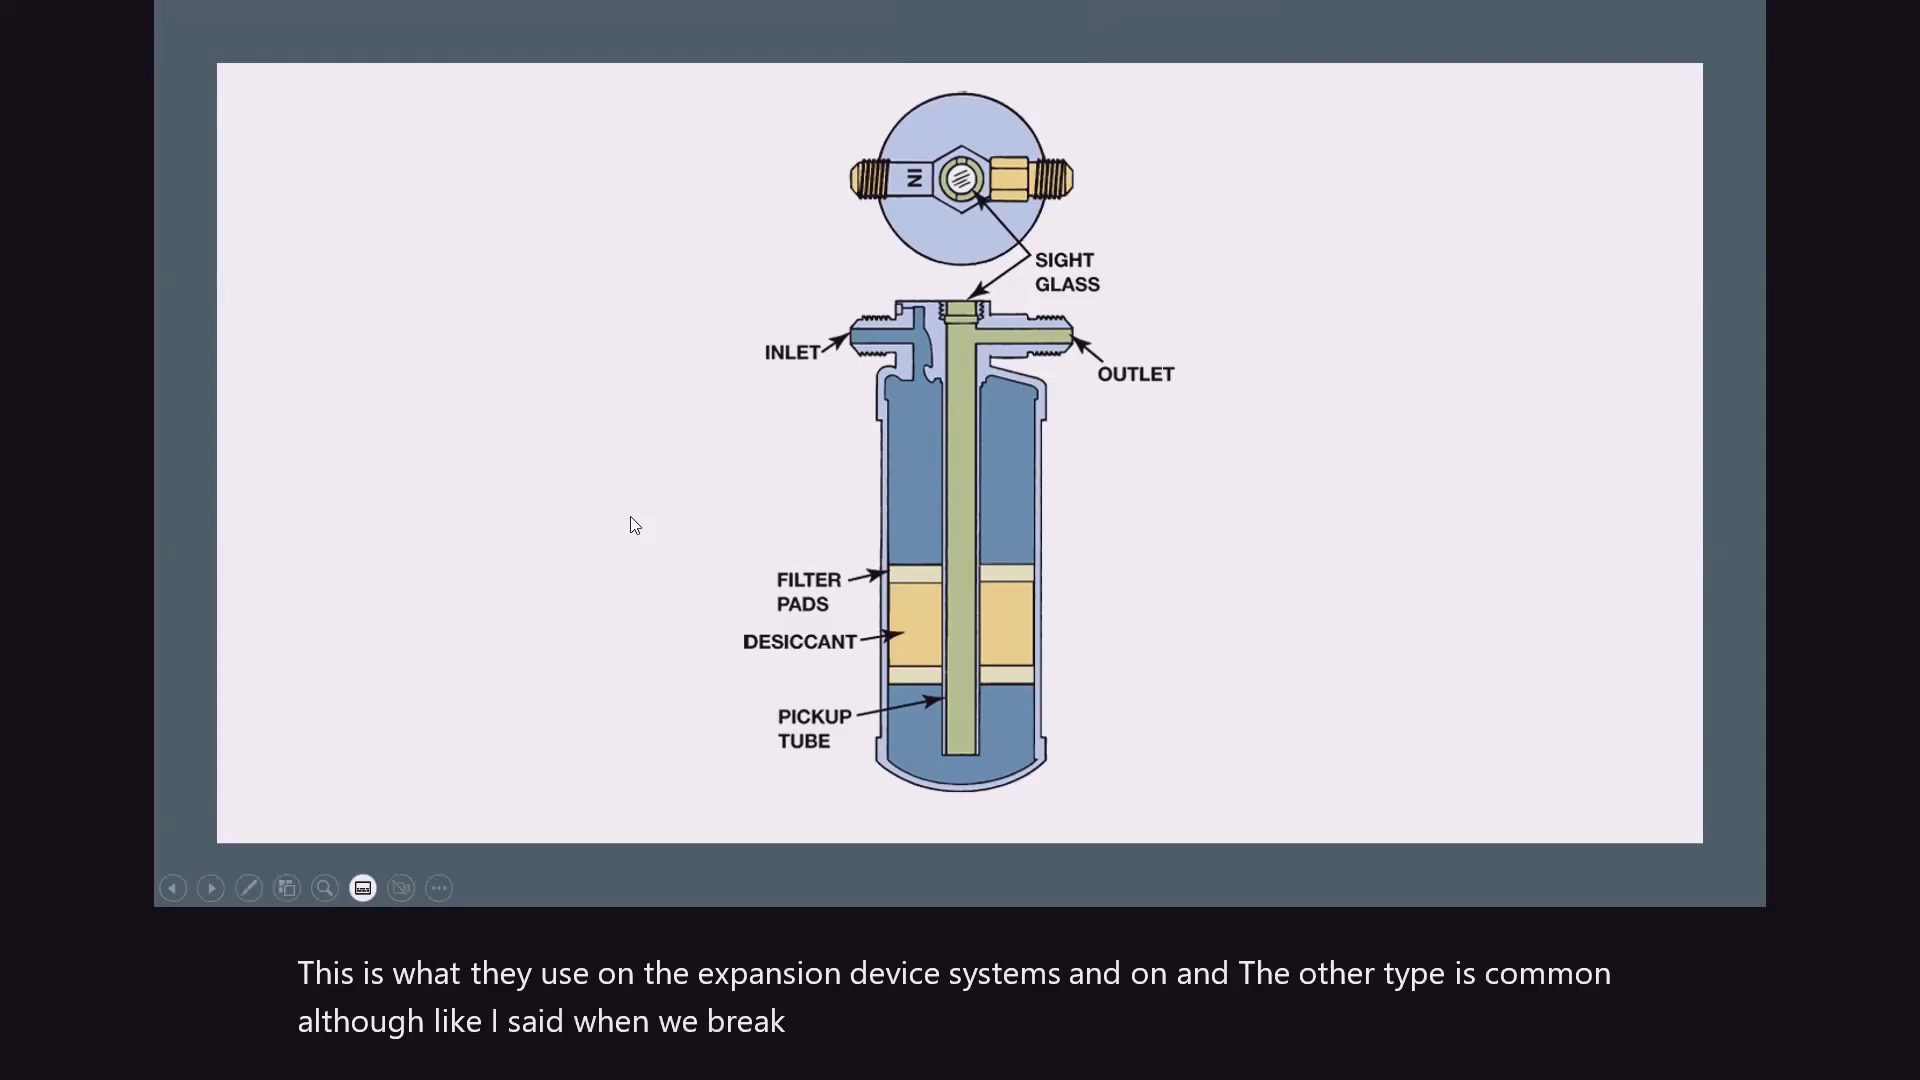 IN
SIGHT
GLASS
INLET
OUTLET
FILTER
PADS
DESICCANT
PICKUP
TUBE
This is what they use on the expansion device systems and on and The other type is common
although like I said when we break